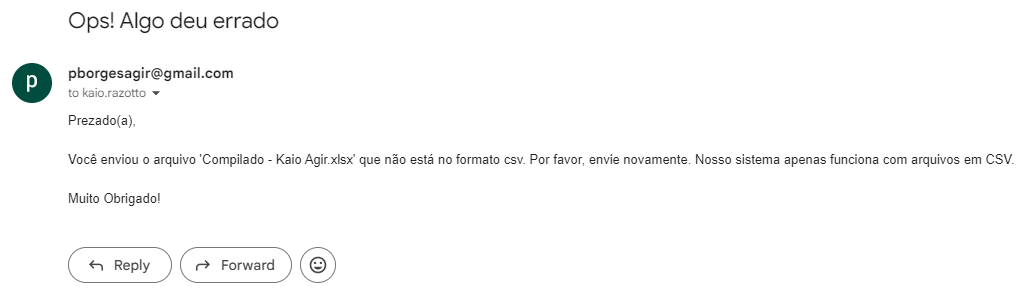 Ops! Algo deu errado
p
pborgesagir@gmail.com
to kaio.razotto
Prezado(a),
Você enviou o arquivo 'Compilado - Kaio Agir.xlsx' que não está no formato csv. Por favor, envie novamente. Nosso sistema apenas funciona com arquivos em CSV.
Muito Obrigado!
Reply Forward